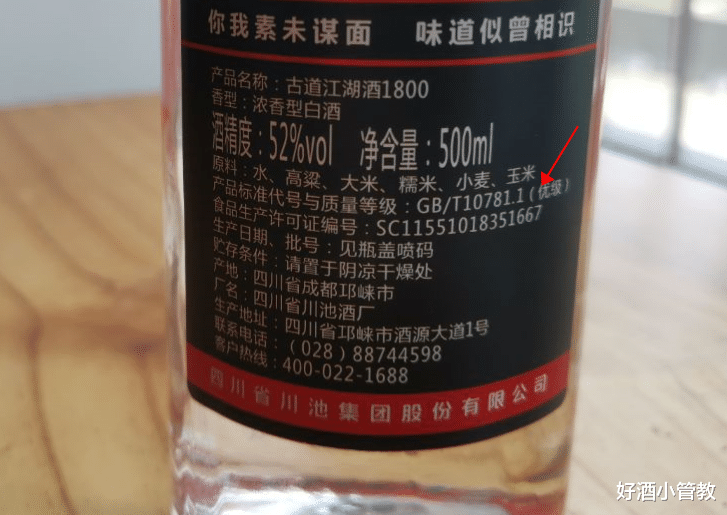 你我素未谋面 味道似曾相识
产品名称：古道江湖酒1800
香型：浓香型白酒
酒精度：52%vol 净含量：500ml
原料：水、高粱、大米、糯米、小麦、玉米
产品标准代号与质量等级：GB/T10781.1（优级）
食品生产许可证编号：SC11551018351667
生产日期、批号：见瓶盖喷码
贮存条件：请置于阴凉干燥处
产地：四川省成都邛崃市
厂名：四川省川池酒厂
生产地址：四川省邛崃市酒源大道1号
联系电话：（028）88744598
客户热线：400-022-1688
四川省川池集团股份有限公司
好酒小管教